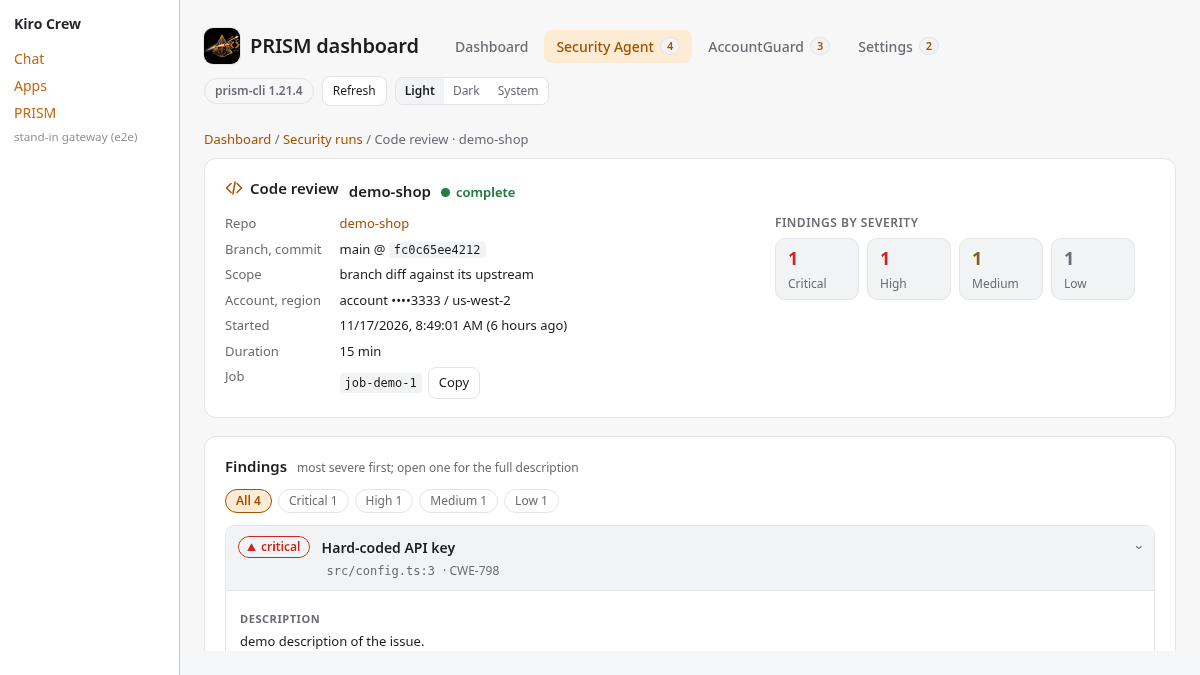 Kiro Crew
Chat
Apps
PRISM
stand-in gateway (e2e)
PRISM dashboard
Dashboard
Security Agent 4
AccountGuard 3
Settings 2
prism-cli 1.21.4
Refresh
Light
Dark
System
Dashboard / Security runs / Code review · demo-shop
</> Code review demo-shop ● complete
Repo demo-shop
Branch, commit main @ fc0c65ee4212
Scope branch diff against its upstream
Account, region account ••••3333 / us-west-2
Started 11/17/2026, 8:49:01 AM (6 hours ago)
Duration 15 min
Job job-demo-1 Copy
FINDINGS BY SEVERITY
1 Critical
1 High
1 Medium
1 Low
Findings most severe first; open one for the full description
All 4
Critical 1
High 1
Medium 1
Low 1
▲ critical Hard-coded API key
src/config.ts:3 · CWE-798
DESCRIPTION
demo description of the issue.